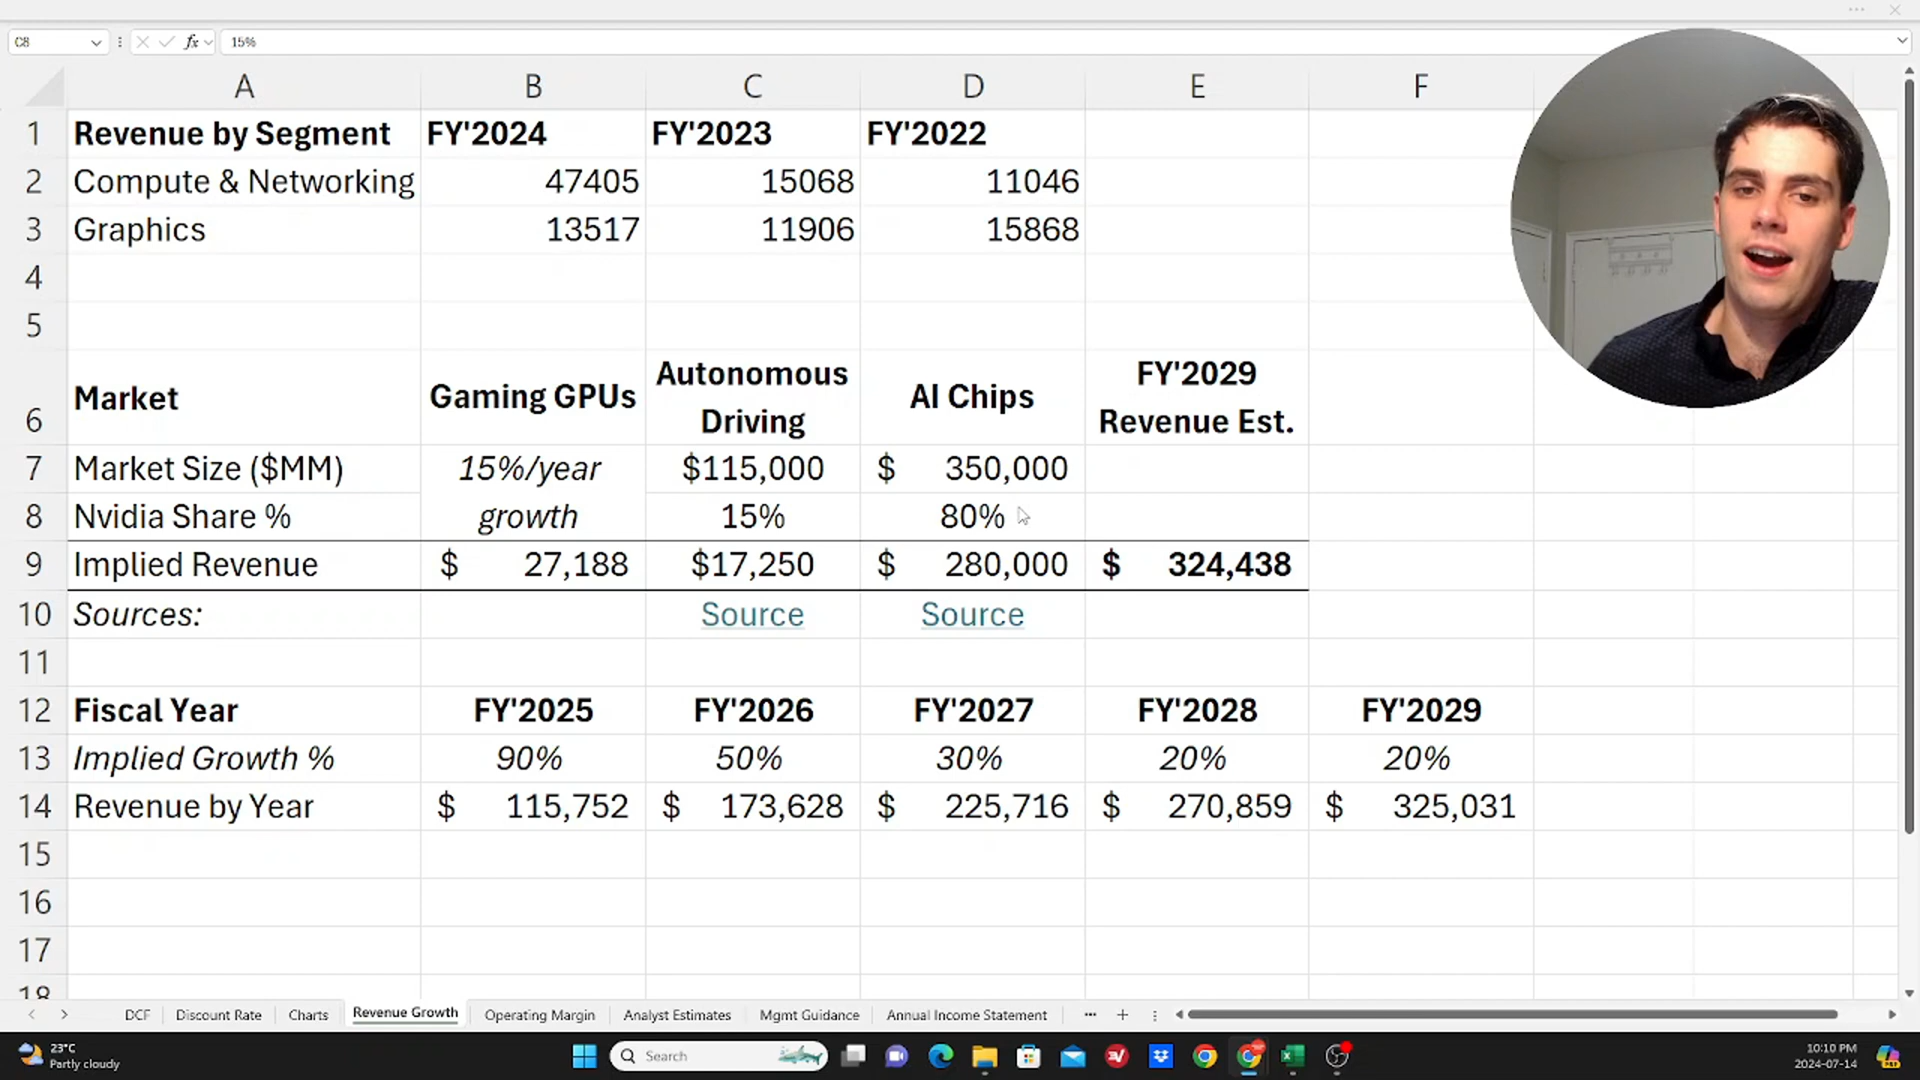 C8 fx 15%
A B C D E F
1 Revenue by Segment FY'2024 FY'2023 FY'2022
2 Compute & Networking 47405 15068 11046
3 Graphics 13517 11906 15868
4
5
6 Market Gaming GPUs Autonomous Driving AI Chips FY'2029 Revenue Est.
7 Market Size ($MM) 15%/year $115,000 $ 350,000
8 Nvidia Share % growth 15% 80%
9 Implied Revenue $ 27,188 $17,250 $ 280,000 $ 324,438
10 Sources: Source Source
11
12 Fiscal Year FY'2025 FY'2026 FY'2027 FY'2028 FY'2029
13 Implied Growth % 90% 50% 30% 20% 20%
14 Revenue by Year $ 115,752 $ 173,628 $ 225,716 $ 270,859 $ 325,031
15
16
17
18
DCF Discount Rate Charts Revenue Growth Operating Margin Analyst Estimates Mgmt Guidance Annual Income Statement ... +
23°C
Partly cloudy
Search
10:10 PM
2024-07-14